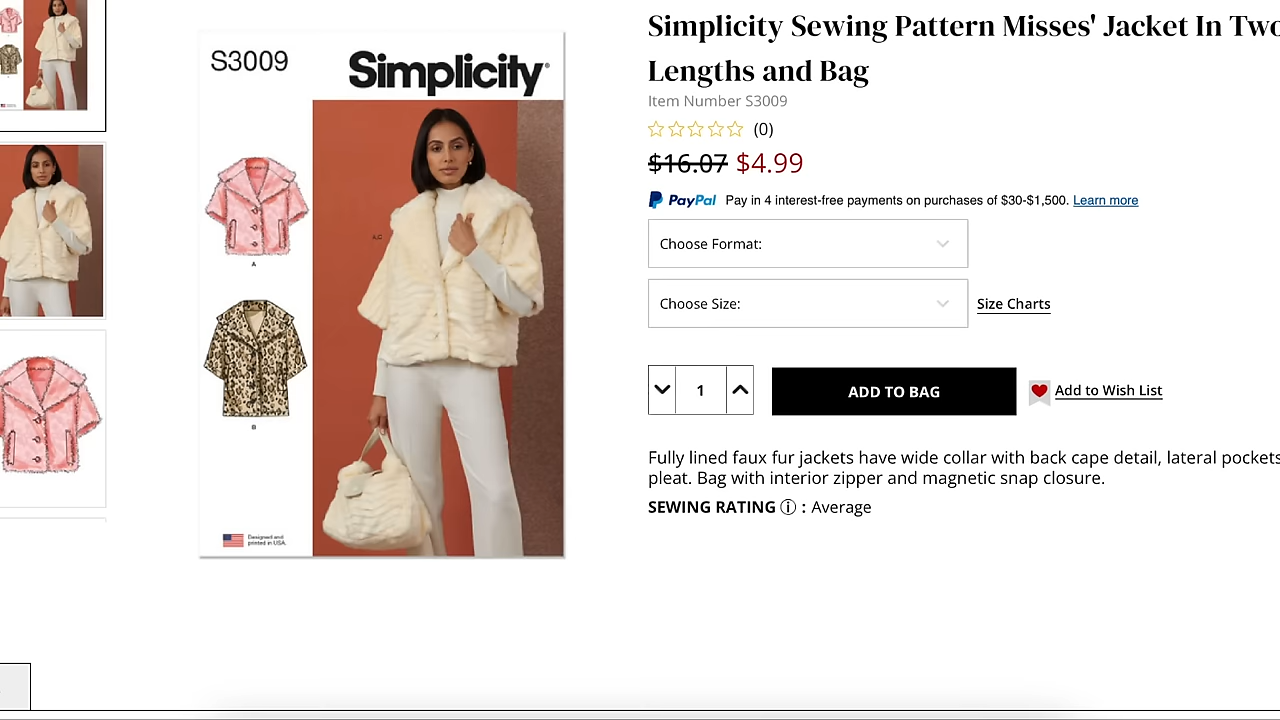 S3009
Simplicity
A,C
A
B
Designed and
printed in USA.
Simplicity Sewing Pattern Misses' Jacket In Two
Lengths and Bag
Item Number S3009
(0)
$16.07 $4.99
PayPal Pay in 4 interest-free payments on purchases of $30-$1,500. Learn more
Choose Format:
Choose Size:
Size Charts
1
ADD TO BAG
Add to Wish List
Fully lined faux fur jackets have wide collar with back cape detail, lateral pockets
pleat. Bag with interior zipper and magnetic snap closure.
SEWING RATING ⓘ : Average